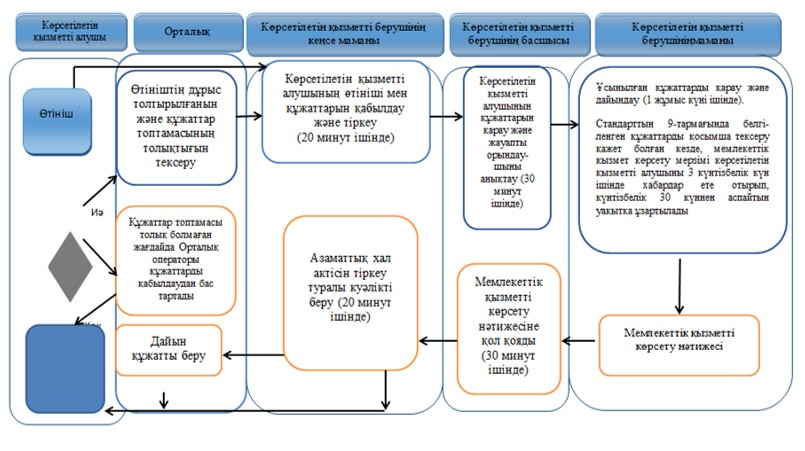 Көрсетілетін
қызметті алушы
Орталық
Көрсетілетін қызметті берушінің
кеңсе маманы
Көрсетілетін қызметті
берушінің басшысы
Көрсетілетін қызметті
берушініңмаманы
Өтініш
Өтініштің дұрыс
толтырылғанын
және құжаттар
топтамасының
толықтығын
тексеру
Көрсетілетін қызметті
алушының өтініші мен
құжаттарын қабылдау
және тіркеу
(20 минут ішінде)
Көрсетілетін
қызметті
алушының
құжаттарын
қарау және
жауапты
орындау-
шыны
анықтау (30
минут
ішінде)
Ұсынылған құжаттарды қарау және
дайындау (1 жұмыс күні ішінде).
Стандарттың 9-тармағында белгі-
ленген құжаттарды қосымша тексеру
қажет болған кезде, мемлекеттік
қызмет көрсету мерзімі көрсетілетін
қызметті алушыны 3 күнтізбелік күн
ішінде хабардар ете отырып,
күнтізбелік 30 күннен аспайтын
уақытка ұзартылады
Иә
Құжаттар топтамасы
толық болмаған
жағдайда Орталық
операторы
құжаттарды
қабылдаудан бас
тартады
Дайын
құжатты беру
Азаматтық хал
актісін тіркеу
туралы куәлікті
беру (20 минут
ішінде)
Мемлекеттік
қызметті
көрсету
нәтижесіне
қол қояды
(30 минут
ішінде)
Мемлекеттік қызметті
көрсету нәтижесі